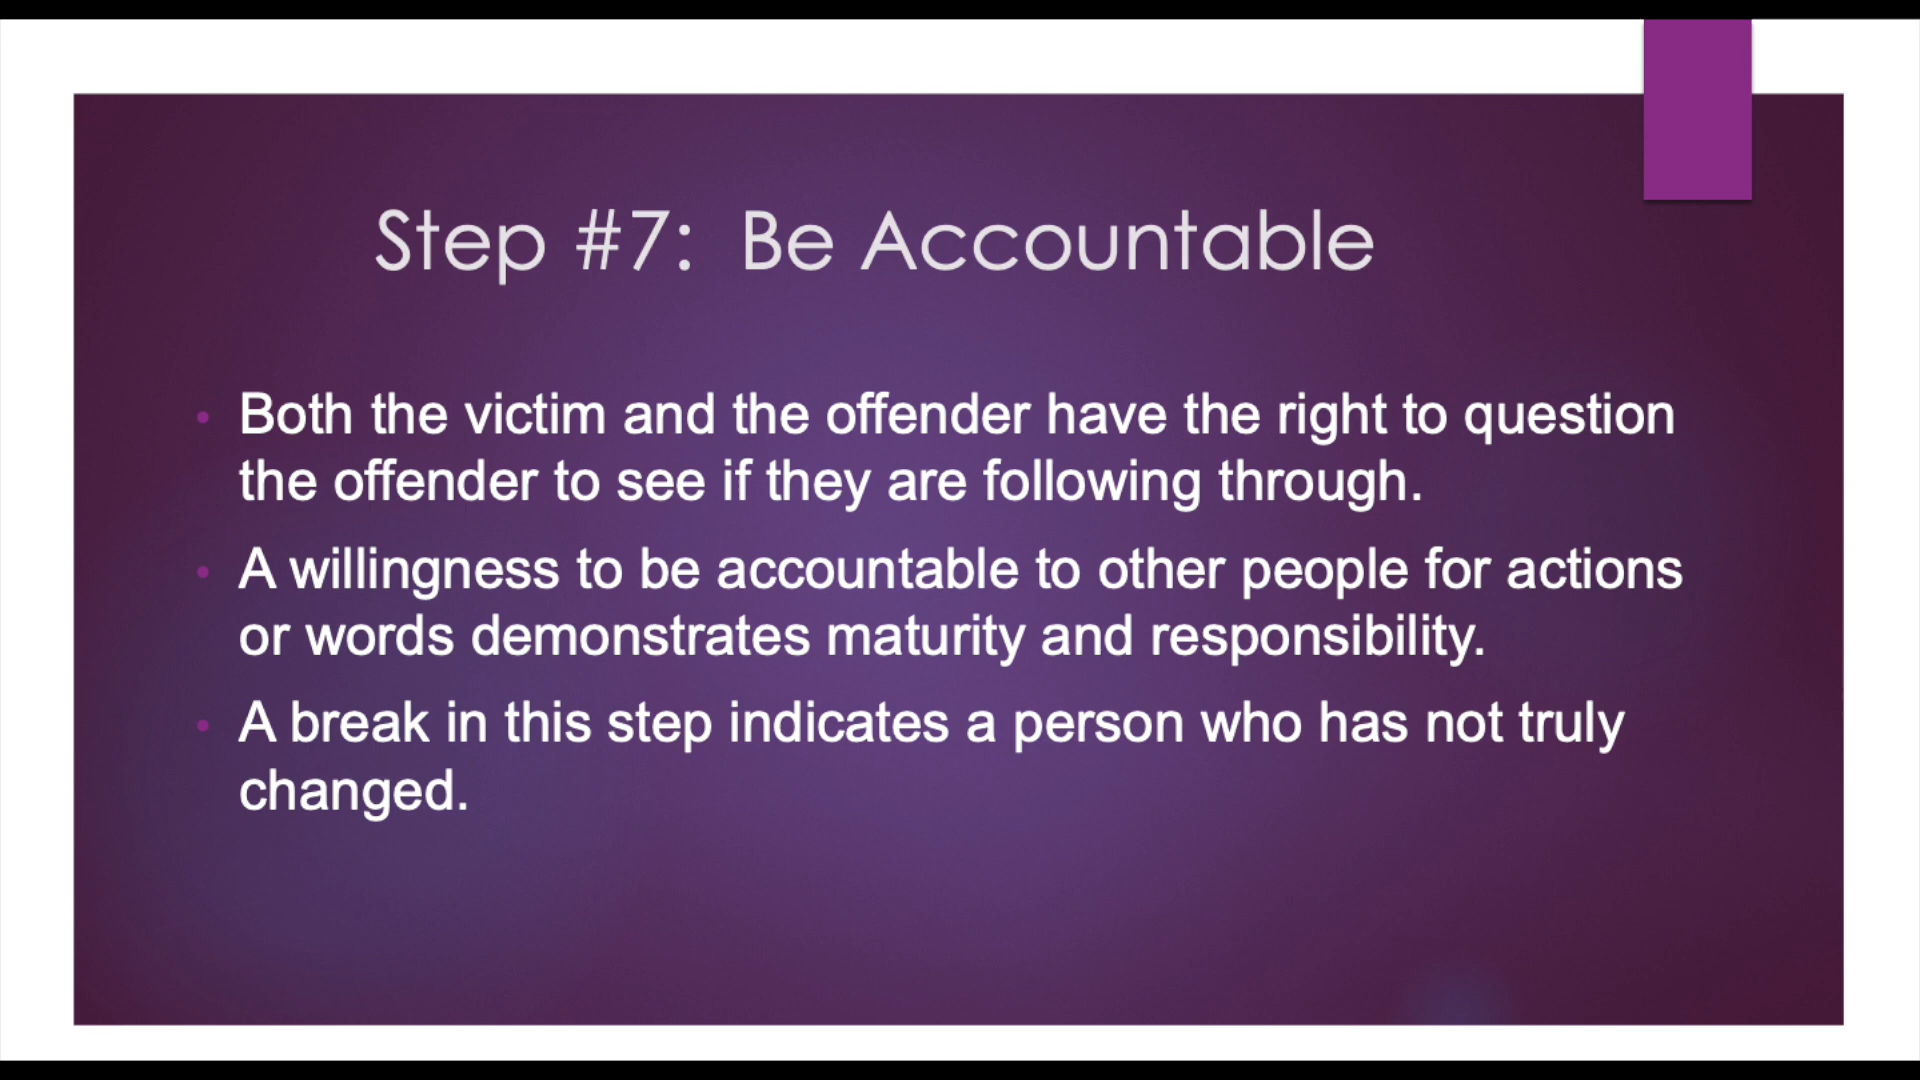 Step #7:  Be Accountable
• Both the victim and the offender have the right to question
the offender to see if they are following through.
• A willingness to be accountable to other people for actions
or words demonstrates maturity and responsibility.
• A break in this step indicates a person who has not truly
changed.